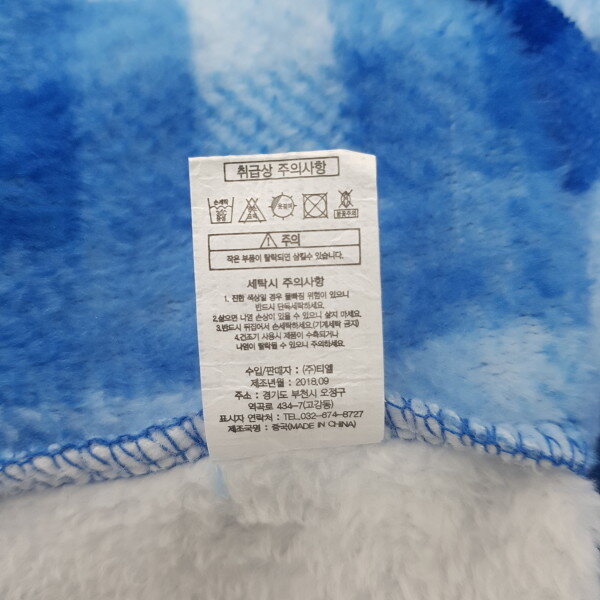 취급상 주의사항
손세탁
중성
표백
옷걸이
⚠ 주의
작은 부품이 탈락되면 삼킬수 있습니다.
세탁시 주의사항
1. 진한 색상일 경우 물빠짐 위험이 있으니
반드시 단독세탁하세요.
2.삶으면 나염 손상이 있을 수 있으니 삶지 마세요.
3.반드시 뒤집어서 손세탁하세요.(기계세탁 금지)
4.건조기 사용시 제품이 수축되거나
나염이 탈락될 수 있으니 주의하세요.
수입/판매자 : (주)티엘
제조년월 : 2018.09
주소 : 경기도 부천시 오정구
역곡로 434-7(고강동)
표시자 연락처 : TEL.032-674-8727
제조국명 : 중국(MADE IN CHINA)